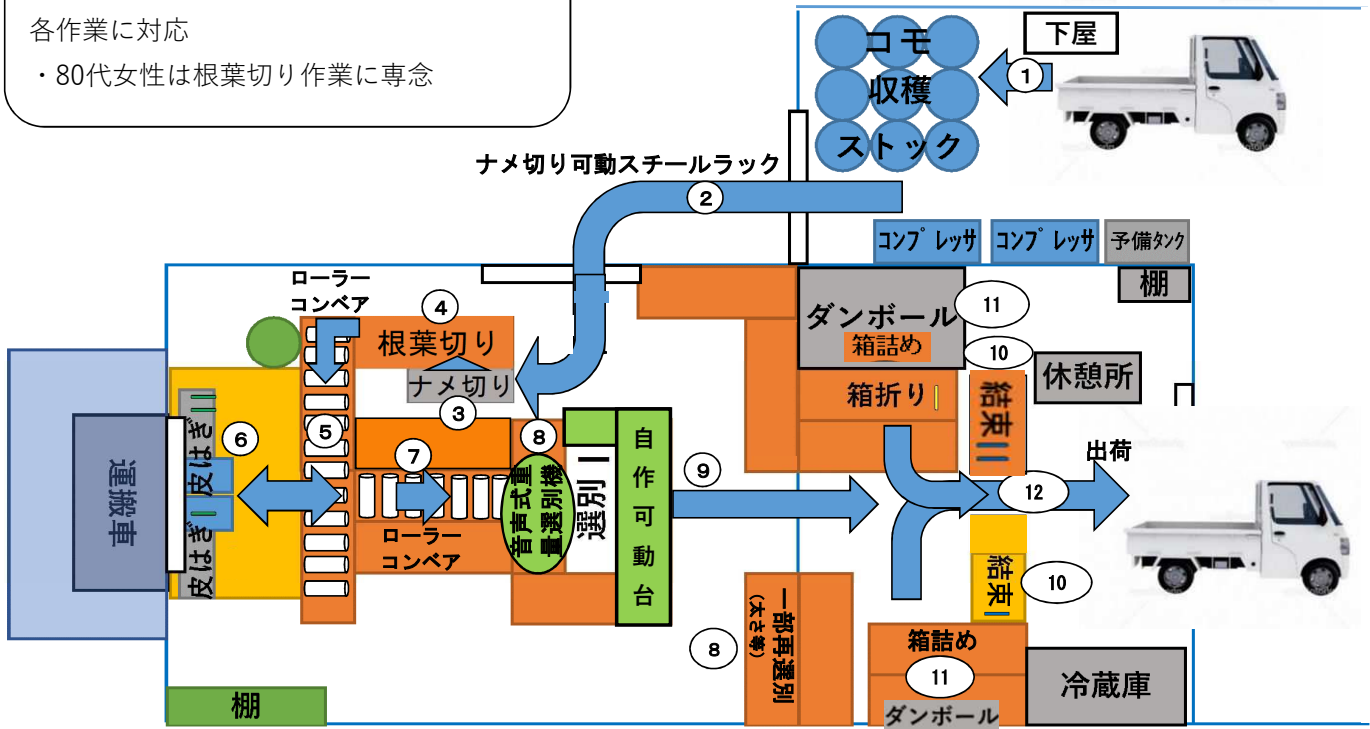 各作業に対応
・80代女性は根葉切り作業に専念
コモ
収穫
ストック
下屋
1
ナメ切り可動スチールラック
2
コンプレッサ
コンプレッサ
予備タンク
棚
ローラー
コンベア
4
根葉切り
ナメ切り
3
ダンボール
箱詰め
11
10
休憩所
箱折り
結束
運搬車
皮はぎ
皮はぎ
6
5
7
ローラー
コンベア
8
音声式重
量選別機
選別Ⅰ
自作可動台
9
出荷
12
結束
10
一部再選別
(太さ等)
8
箱詰め
11
ダンボール
冷蔵庫
棚